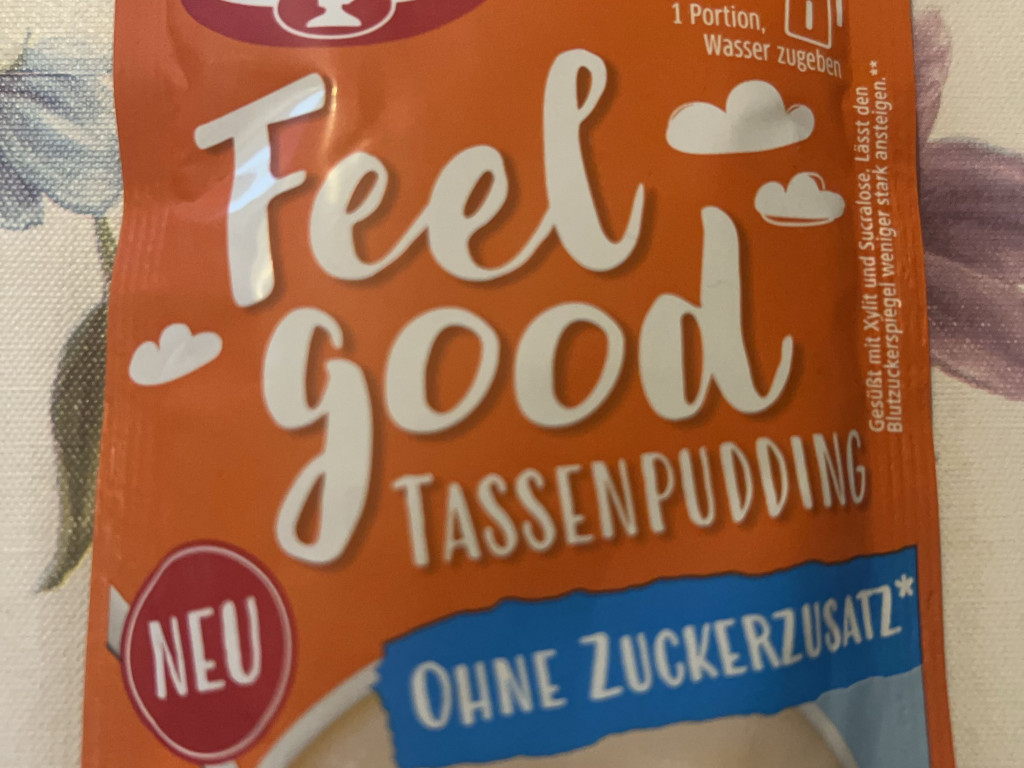 1 Portion,
Wasser zugeben
Feel
good
TASSENPUDDING
Gesüßt mit Xylit und Sucralose. Lässt den
Blutzuckerspiegel weniger stark ansteigen.**
NEU
OHNE ZUCKERZUSATZ*